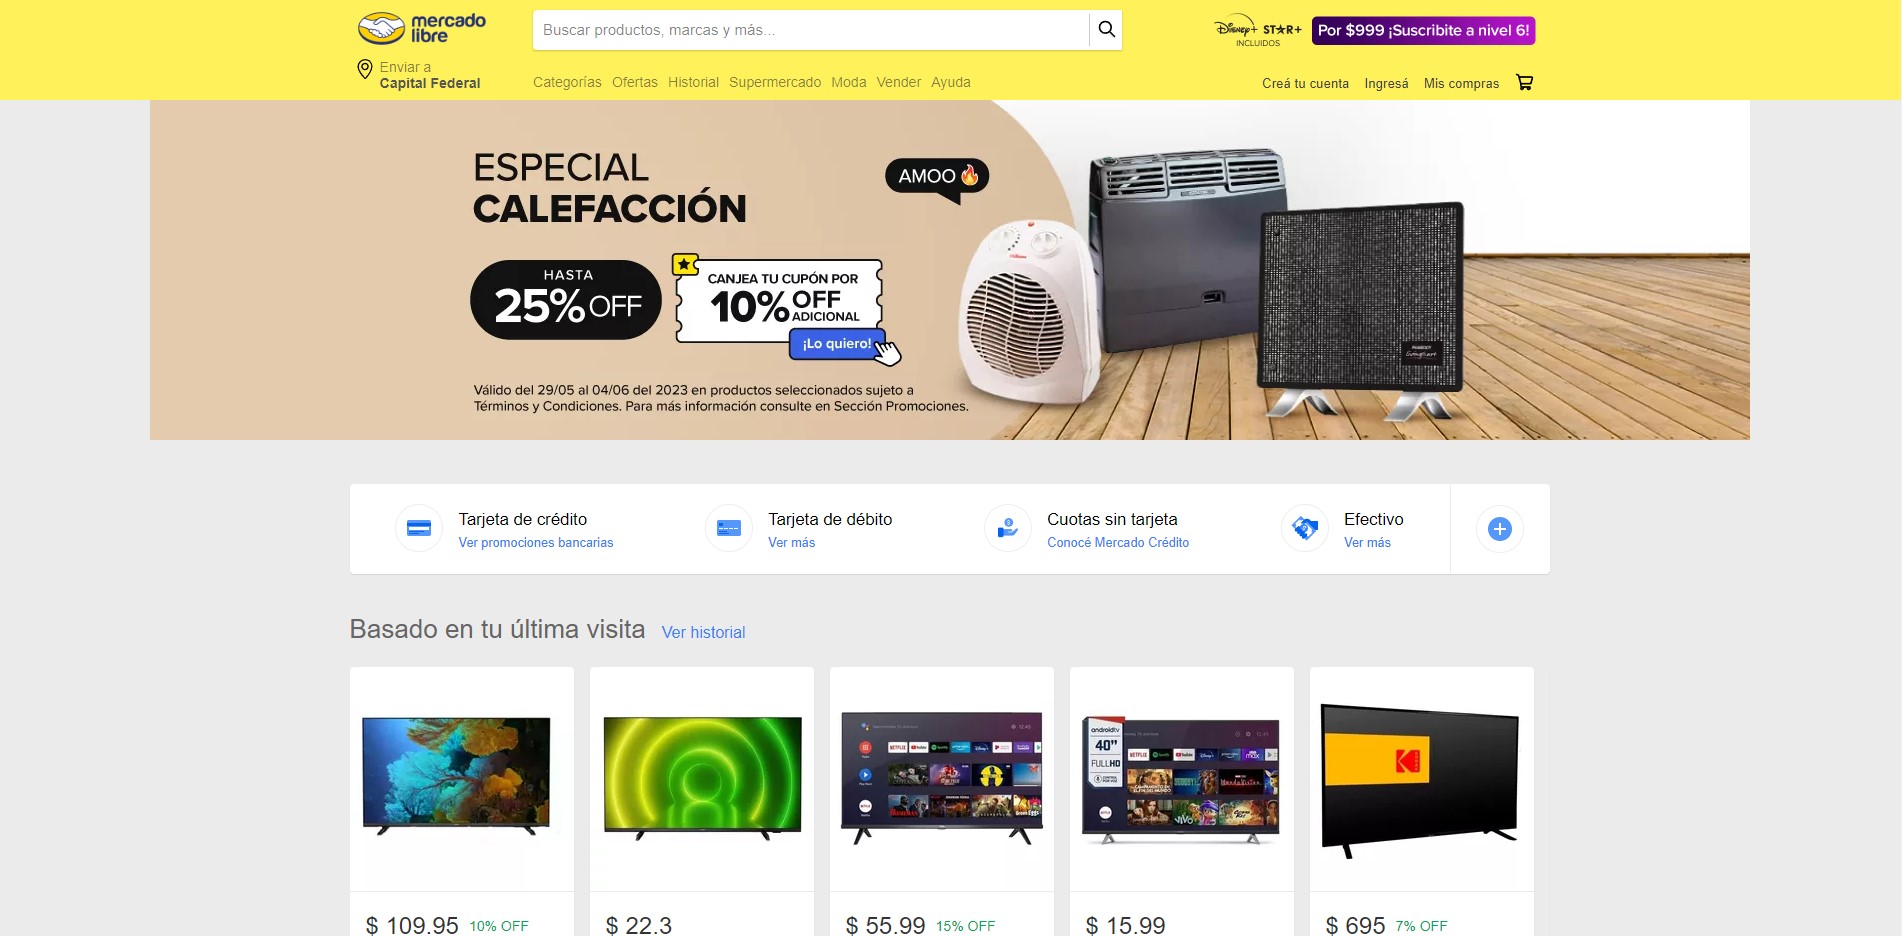 mercado
libre
Buscar productos, marcas y más...
Disney+ STAR+
INCLUIDOS
Por $999 ¡Suscribite a nivel 6!
Enviar a
Capital Federal
Categorías Ofertas Historial Supermercado Moda Vender Ayuda
Creá tu cuenta Ingresá Mis compras
ESPECIAL
CALEFACCIÓN
AMOO
HASTA
25% OFF
CANJEA TU CUPÓN POR
10% OFF
ADICIONAL
¡Lo quiero!
Válido del 29/05 al 04/06 del 2023 en productos seleccionados sujeto a
Términos y Condiciones. Para más información consulte en Sección Promociones.
Tarjeta de crédito
Ver promociones bancarias
Tarjeta de débito
Ver más
Cuotas sin tarjeta
Conocé Mercado Crédito
Efectivo
Ver más
Basado en tu última visita Ver historial
androidtv
40"
FULLHD
$ 109.95 10% OFF
$ 22.3
$ 55.99 15% OFF
$ 15.99
$ 695 7% OFF